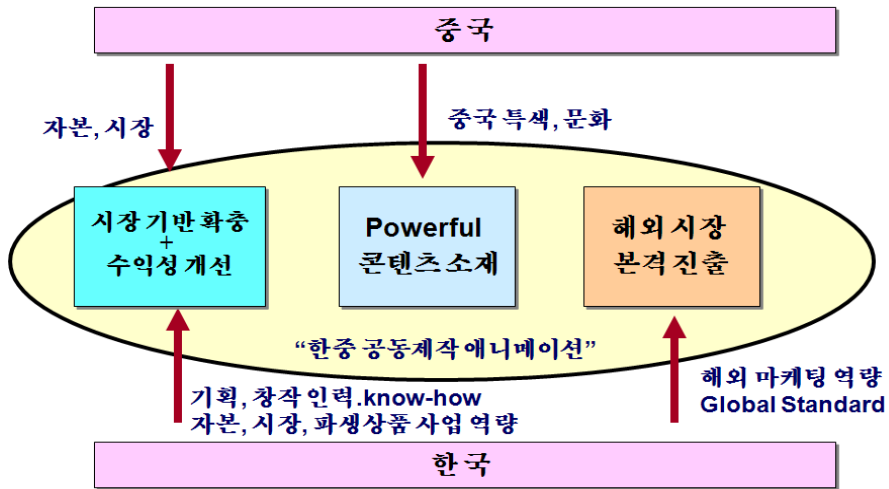 중국
자본, 시장
중국 특색, 문화
시장 기반 확충
+
수익성 개선
Powerful
콘텐츠 소재
해외 시장
본격 진출
“한중 공동제작 애니메이션”
기획, 창작 인력.know-how
자본, 시장, 파생상품 사업 역량
해외 마케팅 역량
Global Standard
한국